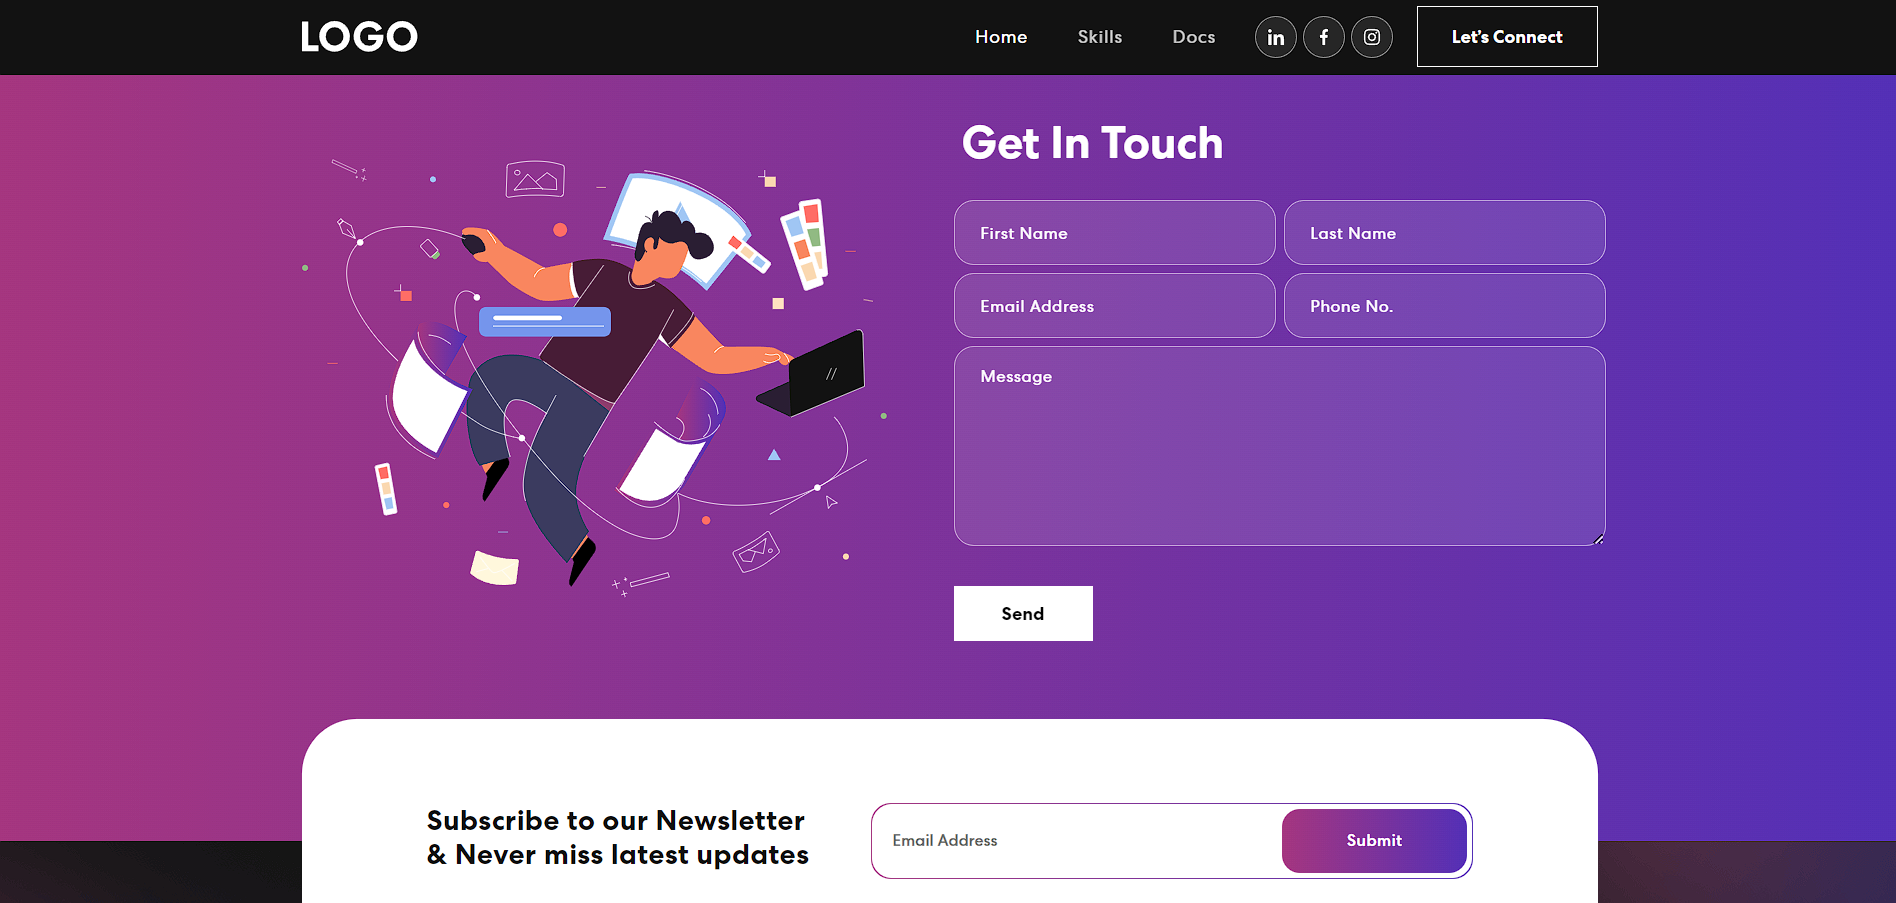 LOGO
Home Skills Docs in f Let's Connect
Get In Touch
First Name Last Name
Email Address Phone No.
Message
Send
Subscribe to our Newsletter
& Never miss latest updates
Email Address Submit